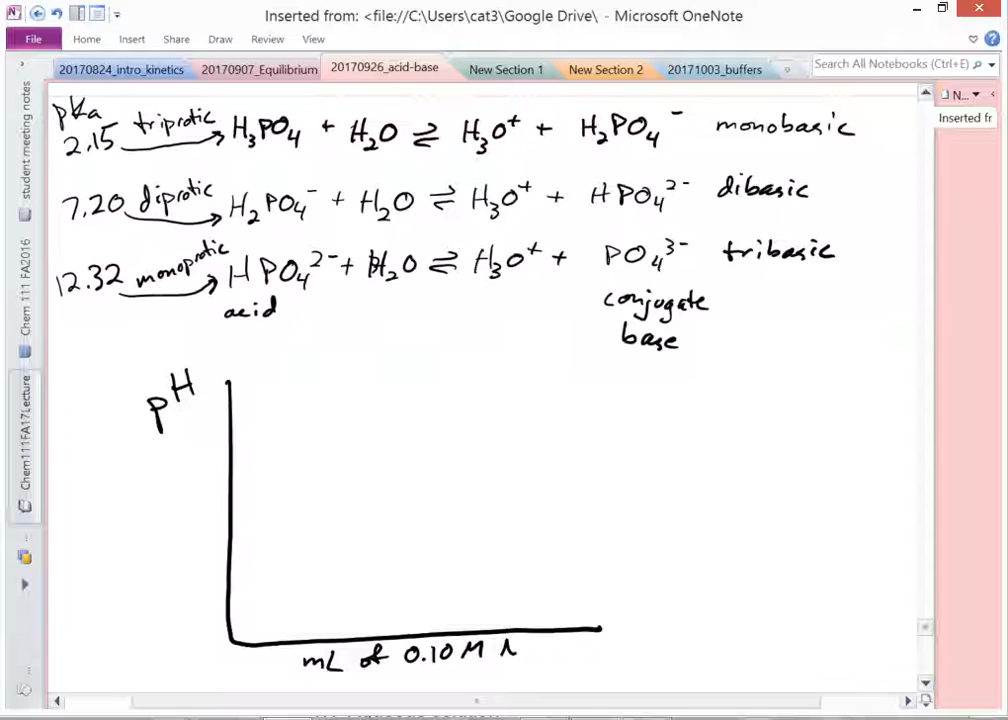 Inserted from: <file://C:\Users\cat3\Google Drive\ - Microsoft OneNote
File Home Insert Share Draw Review View
20170824_intro_kinetics 20170907_Equilibrium 20170926_acid-base New Section 1 New Section 2 20171003_buffers Search All Notebooks (Ctrl+E)
N...
Inserted fr
student meeting notes
Chem 111 FA2016
Chem111FA17Lecture
pKa
2.15 triprotic H₃PO₄ + H₂O ⇌ H₃O⁺ + H₂PO₄⁻ monobasic
7.20 diprotic H₂PO₄⁻ + H₂O ⇌ H₃O⁺ + HPO₄²⁻ dibasic
12.32 monoprotic HPO₄²⁻ + H₂O ⇌ H₃O⁺ + PO₄³⁻ tribasic
acid conjugate
base
pH
mL of 0.10 M